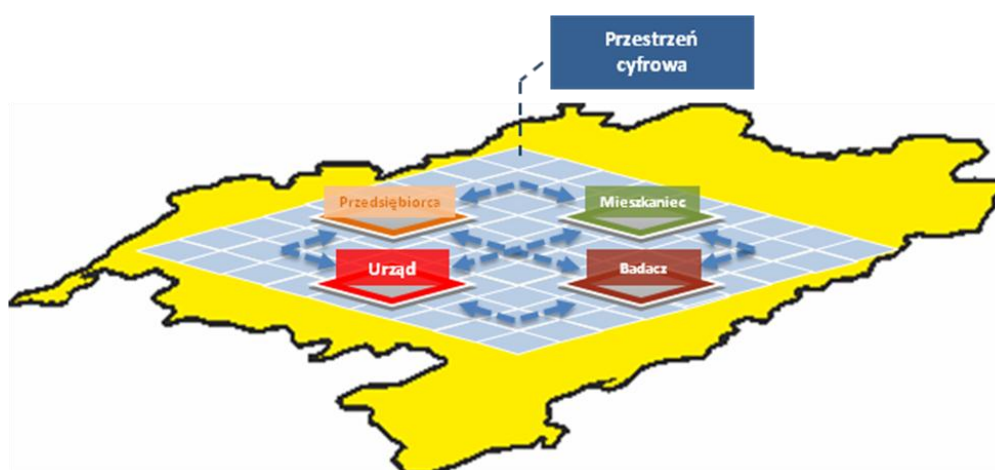 Przestrzeń
cyfrowa
Przedsiębiorca
Mieszkaniec
Urząd
Badacz